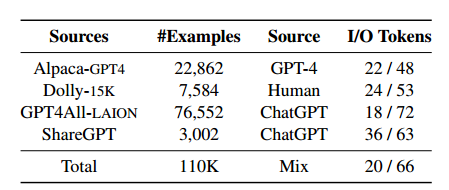 Sources #Examples Source I/O Tokens
Alpaca-GPT4 22,862 GPT-4 22 / 48
Dolly-15K 7,584 Human 24 / 53
GPT4All-LAION 76,552 ChatGPT 18 / 72
ShareGPT 3,002 ChatGPT 36 / 63
Total 110K Mix 20 / 66